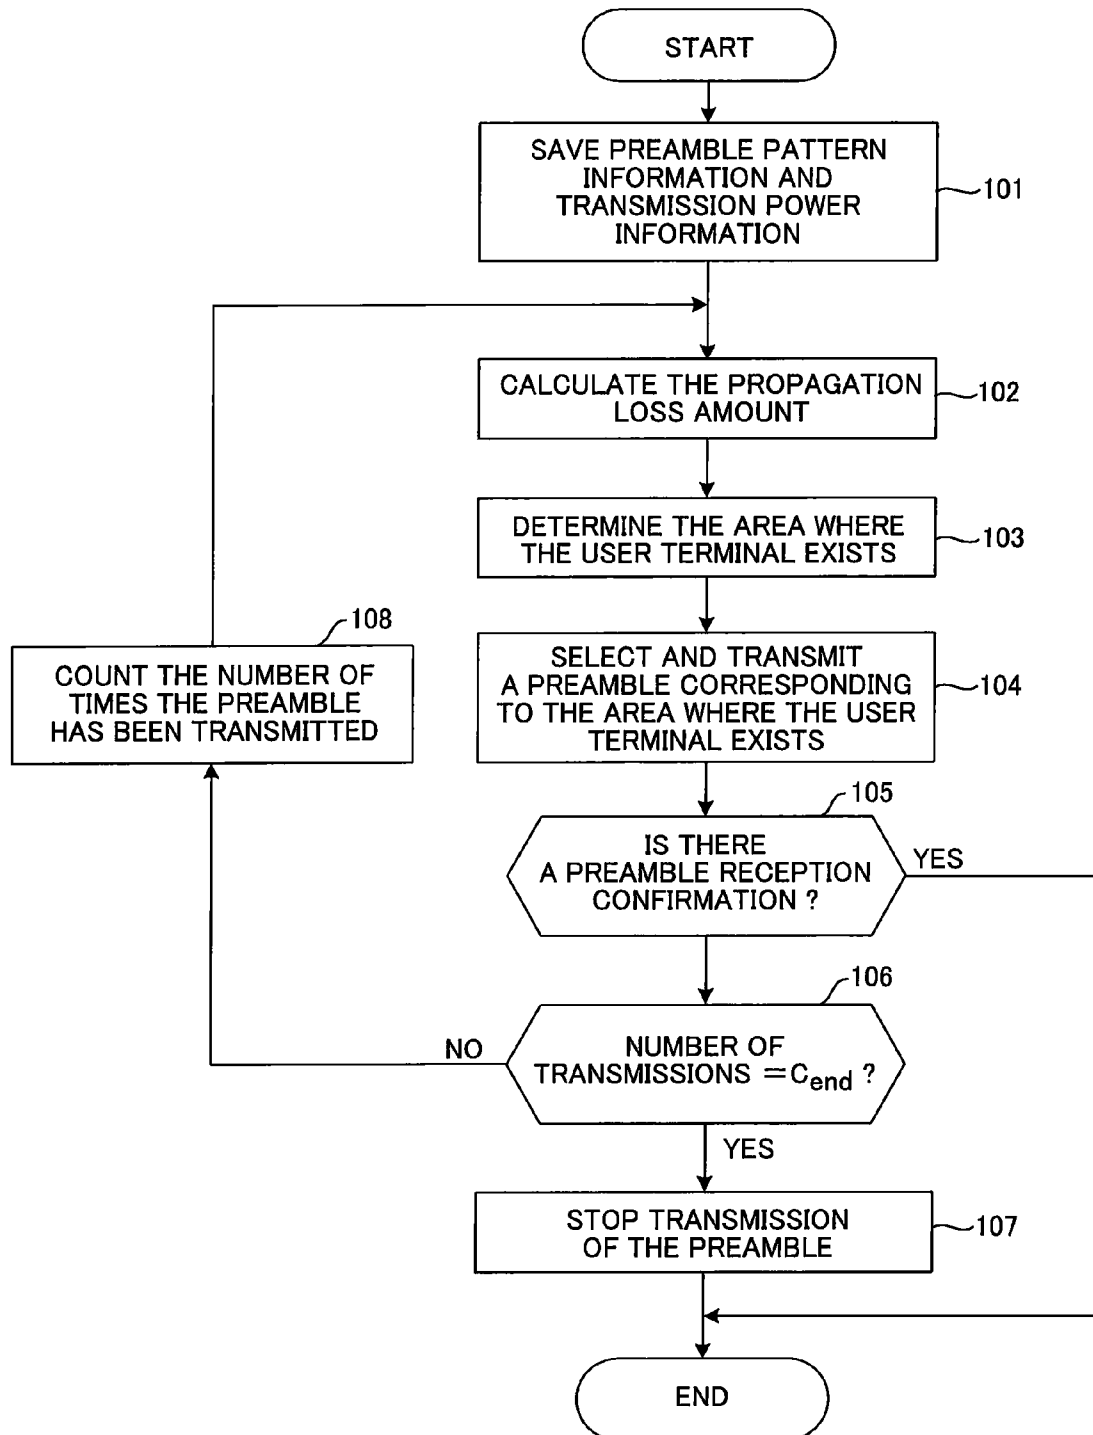 START
SAVE PREAMBLE PATTERN
INFORMATION AND
TRANSMISSION POWER
INFORMATION
101
CALCULATE THE PROPAGATION
LOSS AMOUNT
102
DETERMINE THE AREA WHERE
THE USER TERMINAL EXISTS
103
108
COUNT THE NUMBER OF
TIMES THE PREAMBLE
HAS BEEN TRANSMITTED
SELECT AND TRANSMIT
A PREAMBLE CORRESPONDING
TO THE AREA WHERE THE USER
TERMINAL EXISTS
104
105
IS THERE
A PREAMBLE RECEPTION
CONFIRMATION ?
YES
106
NUMBER OF
TRANSMISSIONS =Cend ?
NO
YES
STOP TRANSMISSION
OF THE PREAMBLE
107
END